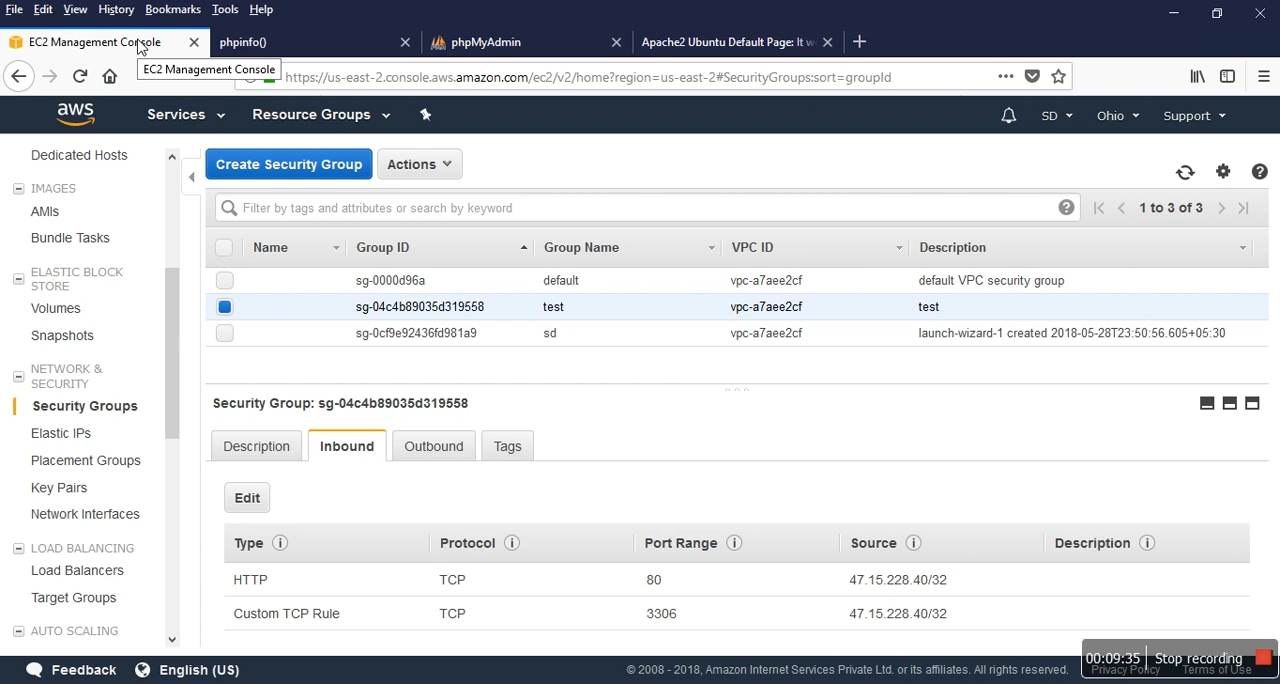 File Edit View History Bookmarks Tools Help
EC2 Management Console phpinfo() phpMyAdmin Apache2 Ubuntu Default Page: It w
EC2 Management Console
https://us-east-2.console.aws.amazon.com/ec2/v2/home?region=us-east-2#SecurityGroups:sort=groupId
aws Services Resource Groups SD Ohio Support
Dedicated Hosts
IMAGES
AMIs
Bundle Tasks
ELASTIC BLOCK
STORE
Volumes
Snapshots
NETWORK &
SECURITY
Security Groups
Elastic IPs
Placement Groups
Key Pairs
Network Interfaces
LOAD BALANCING
Load Balancers
Target Groups
AUTO SCALING
Create Security Group Actions
Filter by tags and attributes or search by keyword 1 to 3 of 3
Name Group ID Group Name VPC ID Description
sg-0000d96a default vpc-a7aee2cf default VPC security group
sg-04c4b89035d319558 test vpc-a7aee2cf test
sg-0cf9e92436fd981a9 sd vpc-a7aee2cf launch-wizard-1 created 2018-05-28T23:50:56.605+05:30
Security Group: sg-04c4b89035d319558
Description Inbound Outbound Tags
Edit
Type Protocol Port Range Source Description
HTTP TCP 80 47.15.228.40/32
Custom TCP Rule TCP 3306 47.15.228.40/32
Feedback English (US) © 2008 - 2018, Amazon Internet Services Private Ltd. or its affiliates. All rights reserved. Privacy Policy Terms of Use
00:09:35 Stop recording